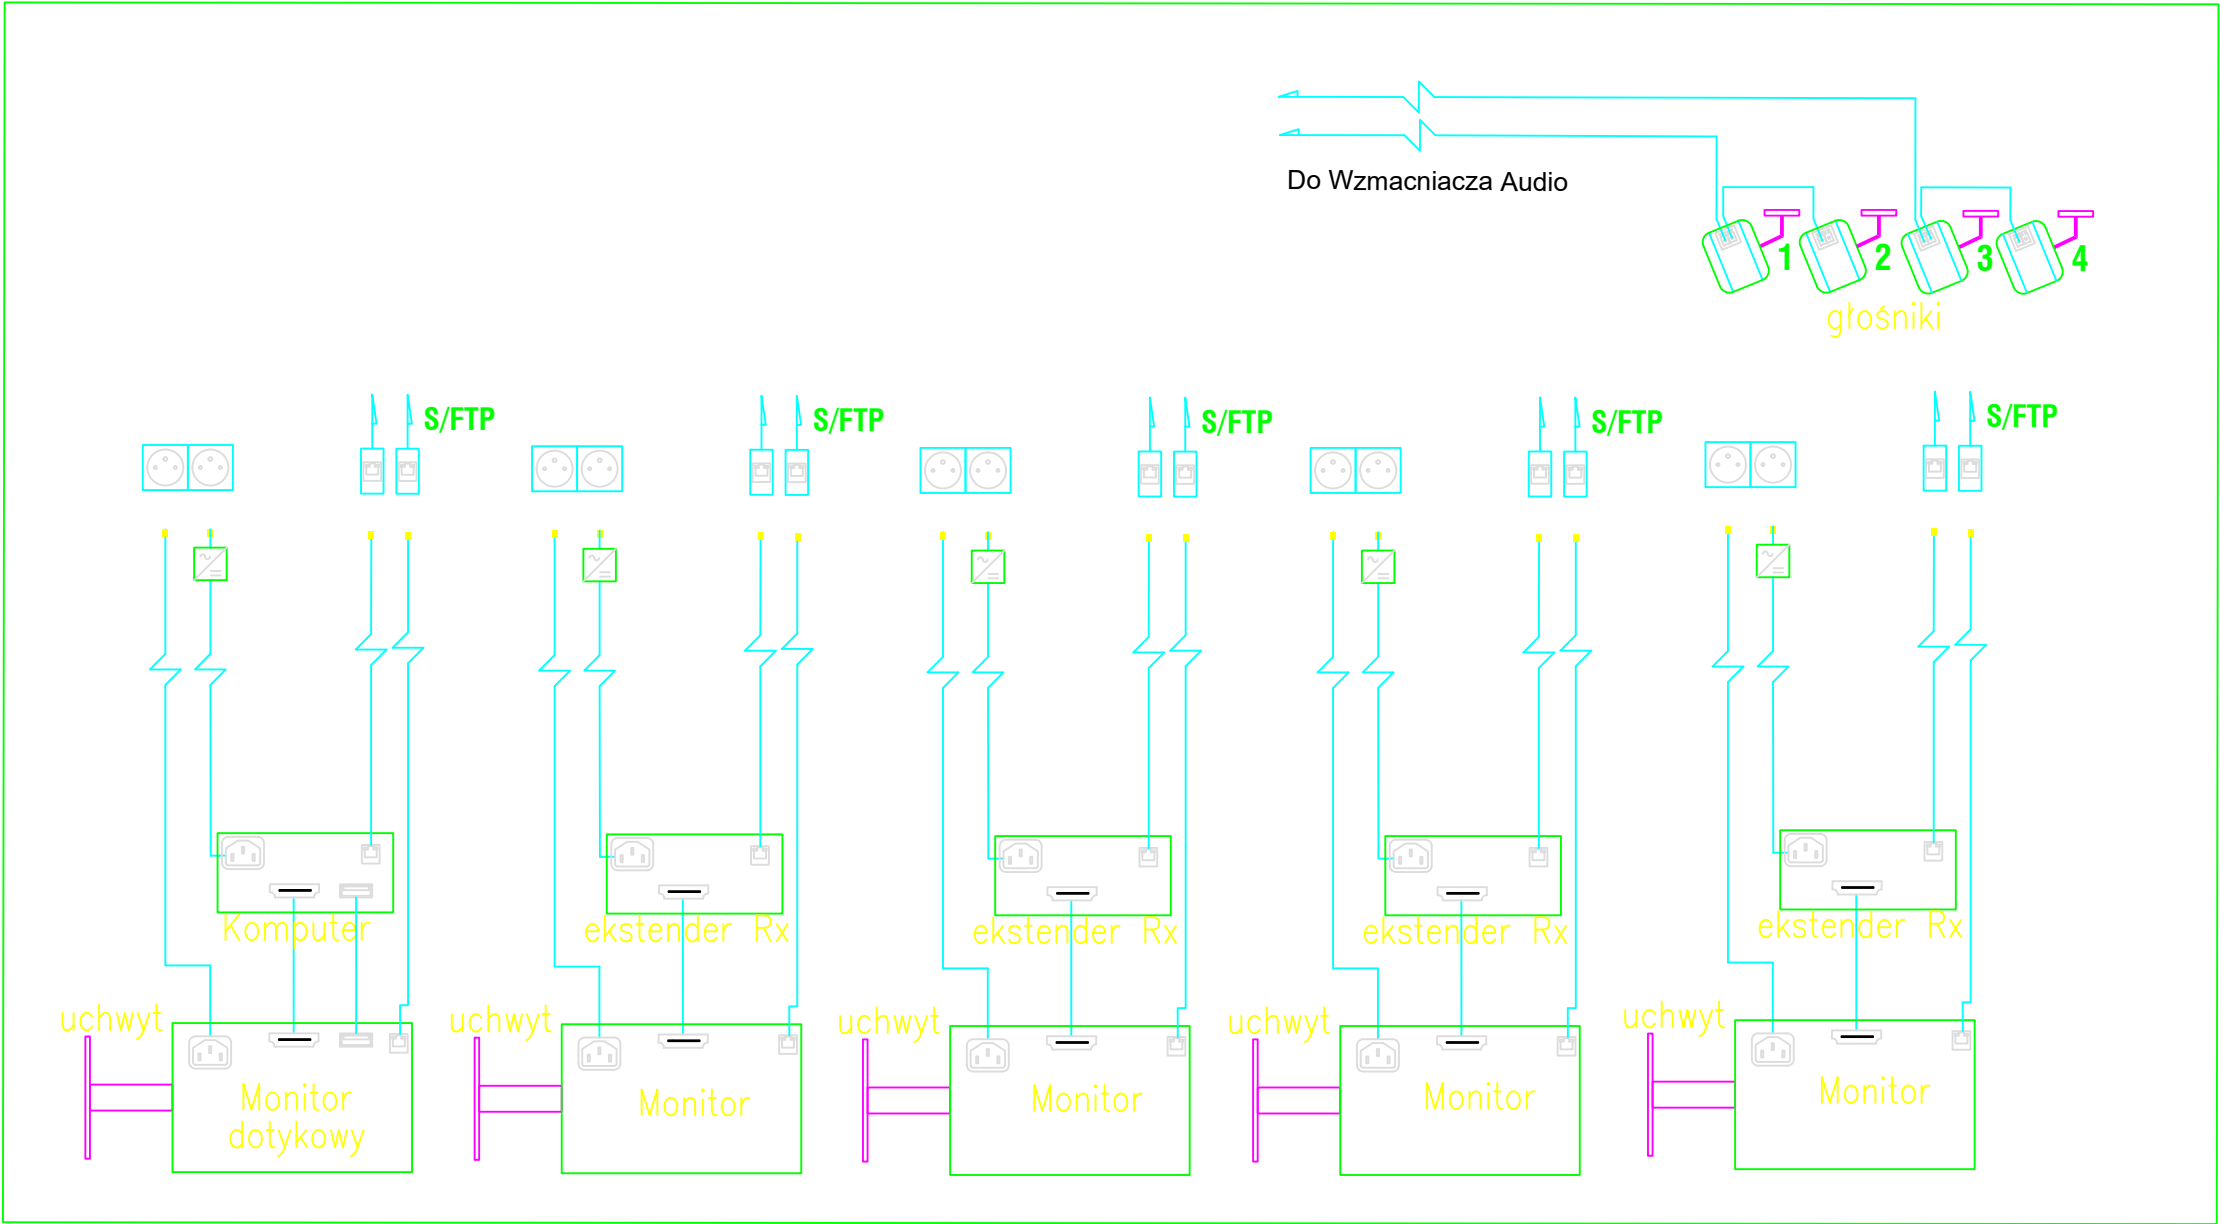 Do Wzmacniacza Audio
1 2 3 4
głośniki
S/FTP S/FTP S/FTP S/FTP S/FTP
Komputer ekstender Rx ekstender Rx ekstender Rx ekstender Rx
uchwyt uchwyt uchwyt uchwyt uchwyt
Monitor Monitor Monitor Monitor Monitor
dotykowy